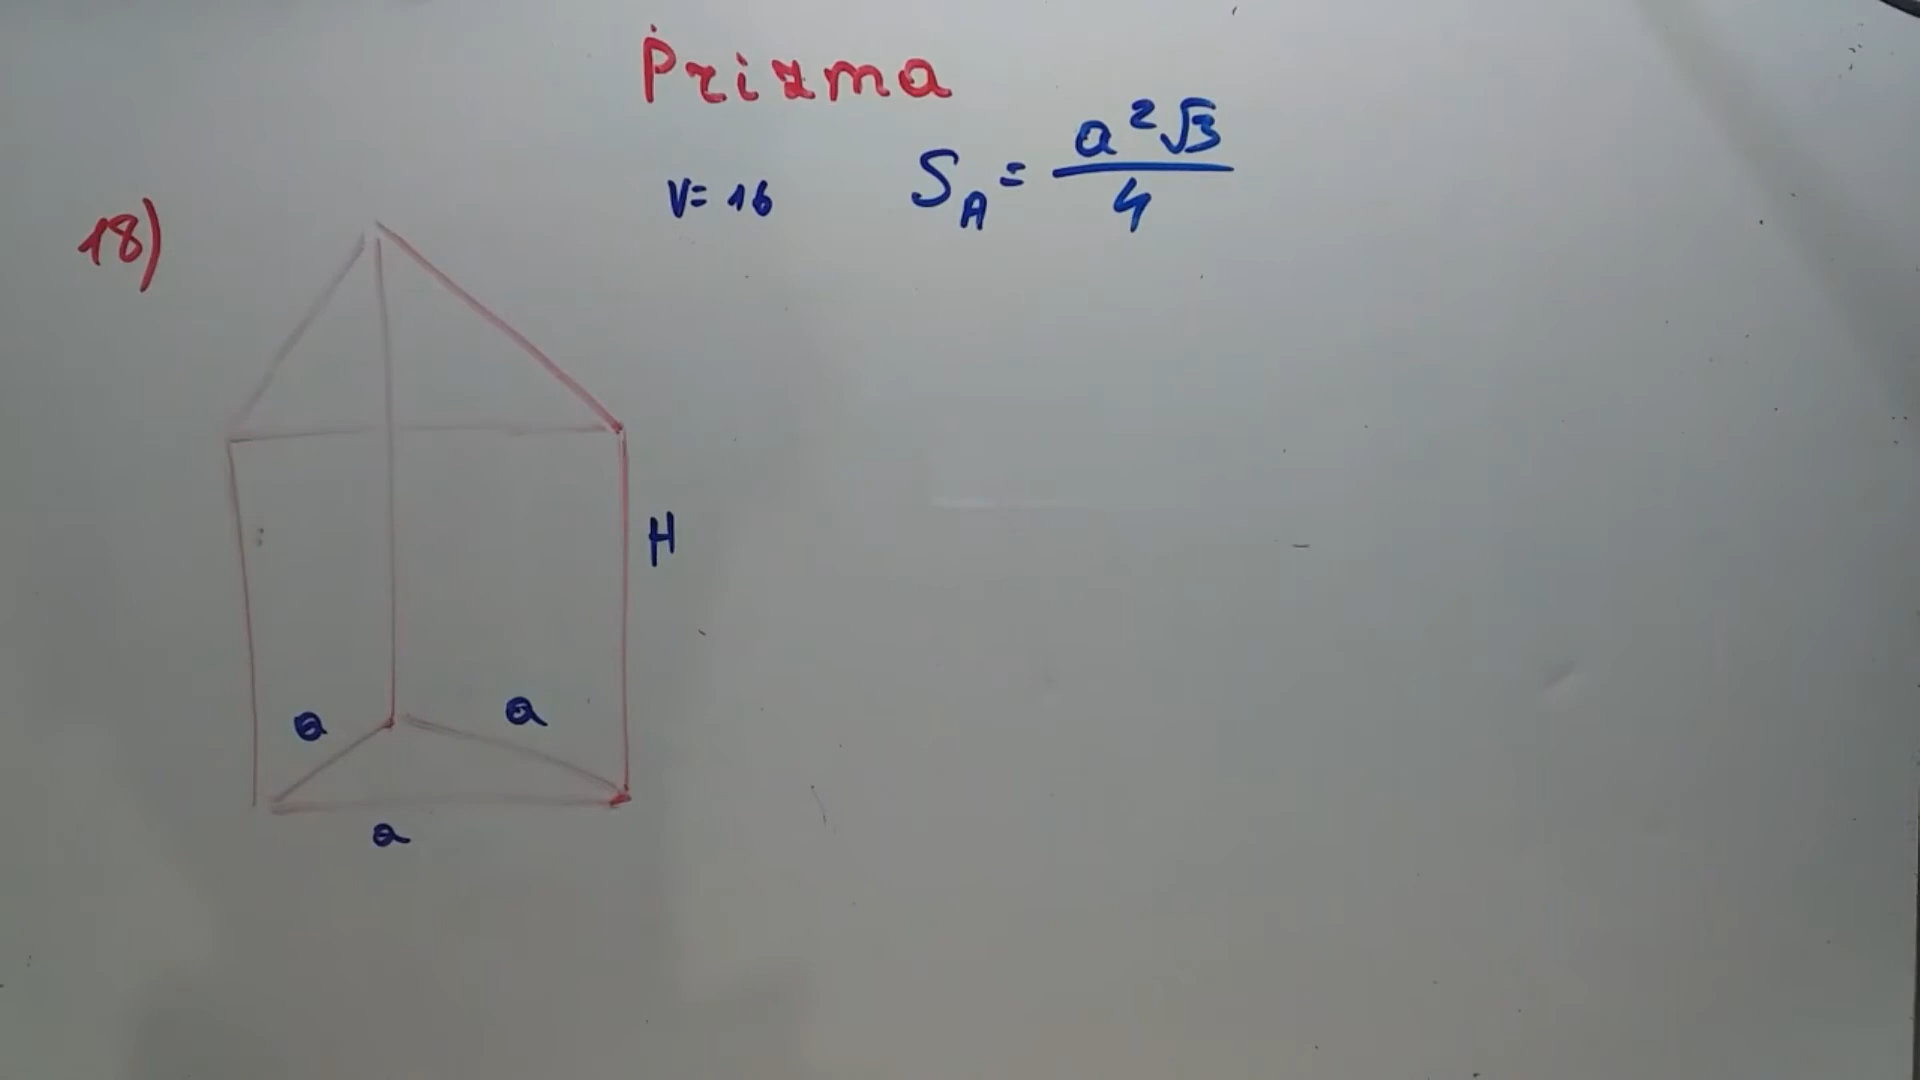 Prizma
V= 16
S_A = a²√3 / 4
18)
H
a
a
a